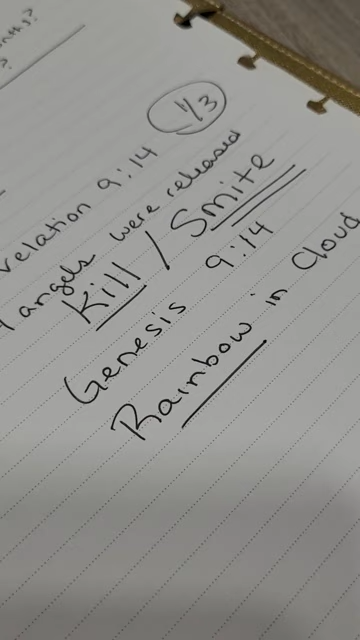 1/3
velation 9:14
angels were released
Kill / Smite
Genesis 9:14
Rainbow in Cloud